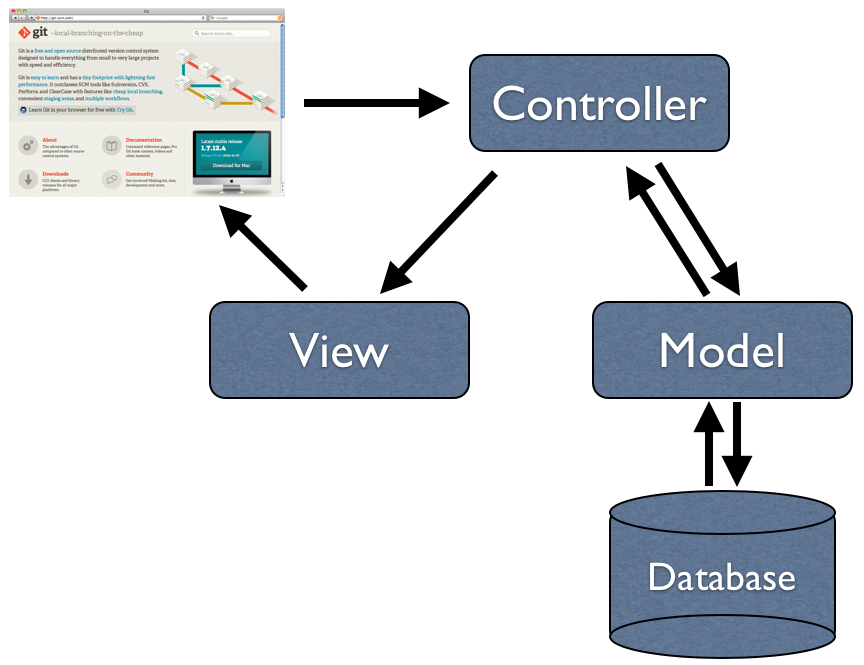 Git
http://git-scm.com/
Google
git --local-branching-on-the-cheap
Search entire site...
Git is a free and open source distributed version control system
designed to handle everything from small to very large projects
with speed and efficiency.
Git is easy to learn and has a tiny footprint with lightning fast
performance. It outclasses SCM tools like Subversion, CVS,
Perforce, and ClearCase with features like cheap local branching,
convenient staging areas, and multiple workflows.
Learn Git in your browser for free with Try Git.
About
The advantages of Git
compared to other source
control systems.
Documentation
Command reference pages, Pro
Git book content, videos and
other material.
Downloads
GUI clients and binary
releases for all major
platforms.
Community
Get involved! Mailing list, chat,
development and more.
Latest stable release
1.7.12.4
Download for Mac
Controller
View
Model
Database